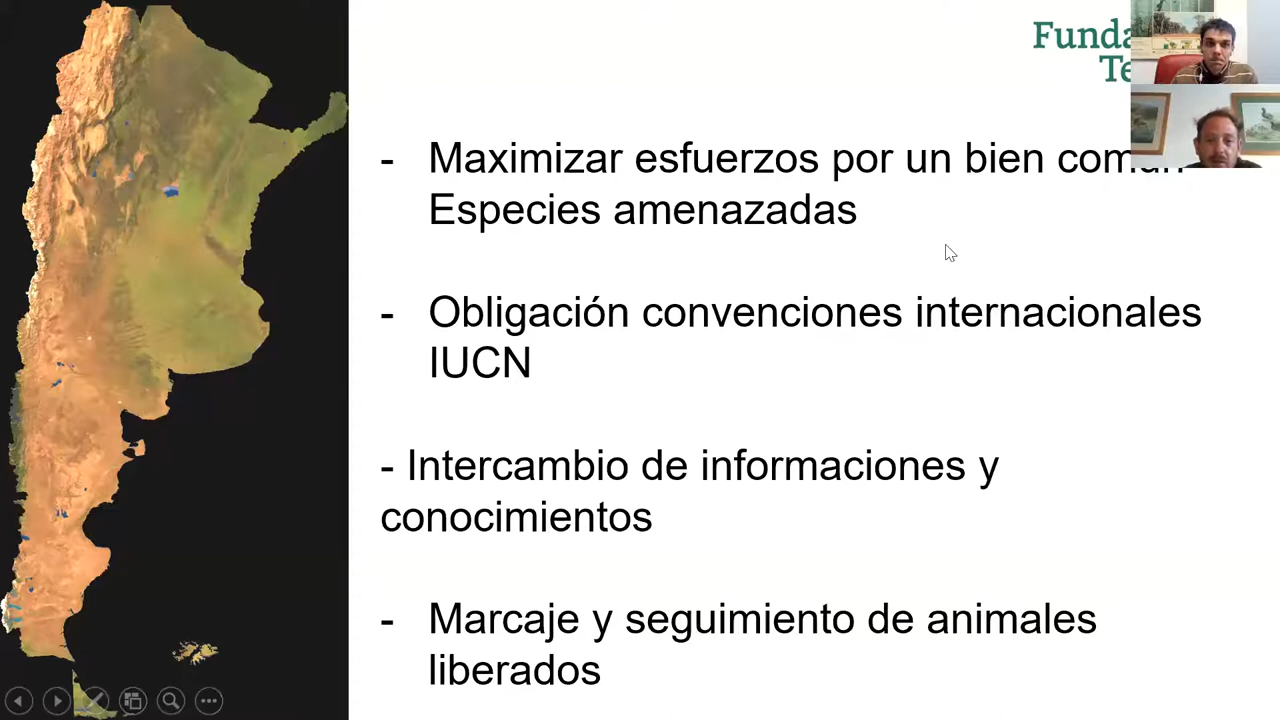 Funda
Te
- Maximizar esfuerzos por un bien común
Especies amenazadas
- Obligación convenciones internacionales
IUCN
- Intercambio de informaciones y
conocimientos
- Marcaje y seguimiento de animales
liberados